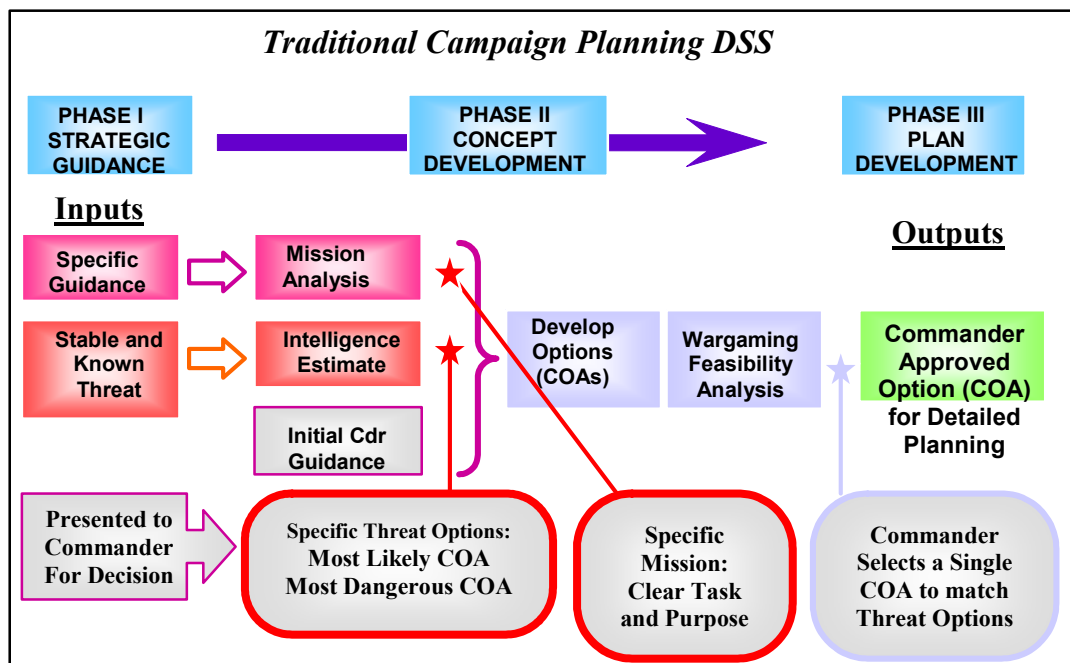 Traditional Campaign Planning DSS
PHASE I
STRATEGIC
GUIDANCE
PHASE II
CONCEPT
DEVELOPMENT
PHASE III
PLAN
DEVELOPMENT
Inputs
Outputs
Specific
Guidance
Mission
Analysis
Stable and
Known
Threat
Intelligence
Estimate
Initial Cdr
Guidance
Develop
Options
(COAs)
Wargaming
Feasibility
Analysis
Commander
Approved
Option (COA)
for Detailed
Planning
Presented to
Commander
For Decision
Specific Threat Options:
Most Likely COA
Most Dangerous COA
Specific
Mission:
Clear Task
and Purpose
Commander
Selects a Single
COA to match
Threat Options